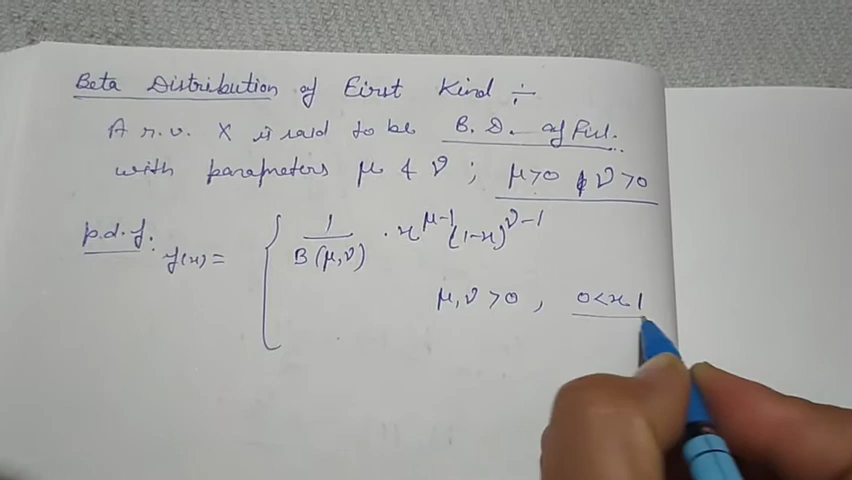 Beta Distribution of First Kind ÷
A r.v. X is said to be B. D. of Fist.
with parameters μ & ν ; μ>0 & ν>0
p.d.f. f(x) = { 1/B(μ,ν) . x^μ-1 (1-x)^ν-1
μ,ν >0 , 0<x 1